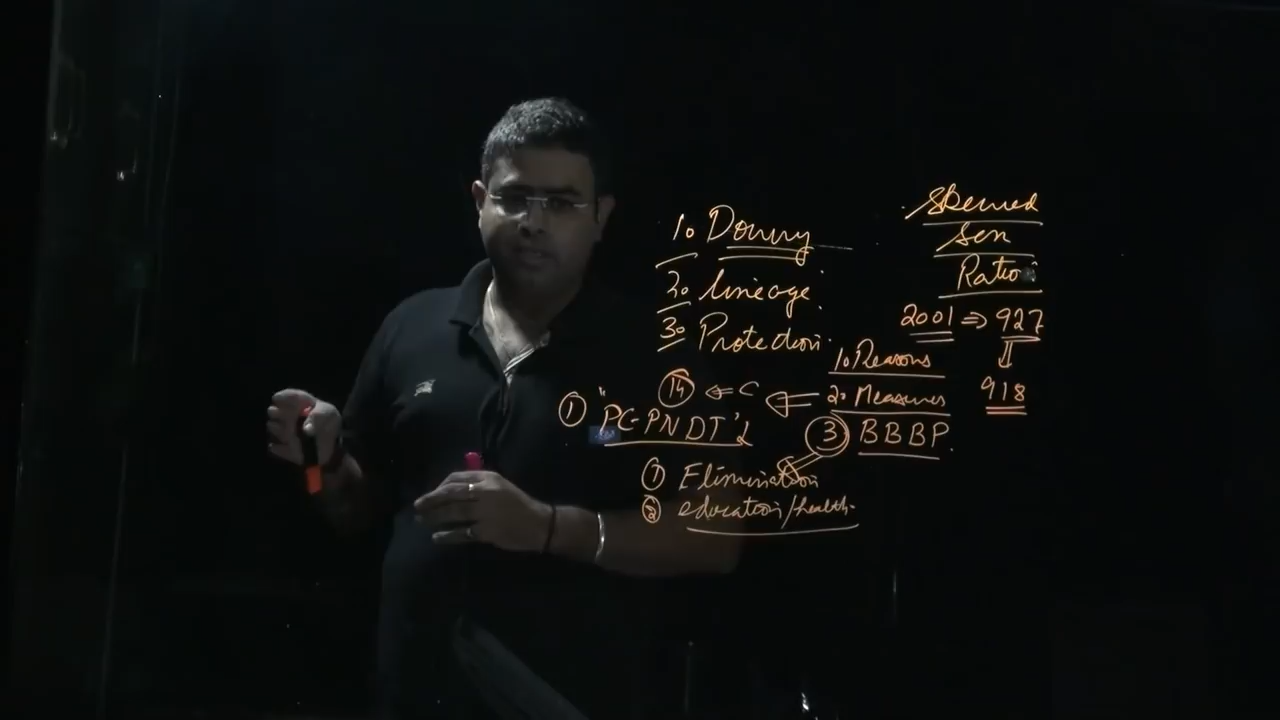 Skewed
Sex
Ratio
2001 ⇒ 927
918
1. Dowry
2. lineage
3. Protection.
1. Reasons
2. Measures
3. BBBP.
14 ⇐ C
① "PC-PNDT"
① Elimination
② education/health